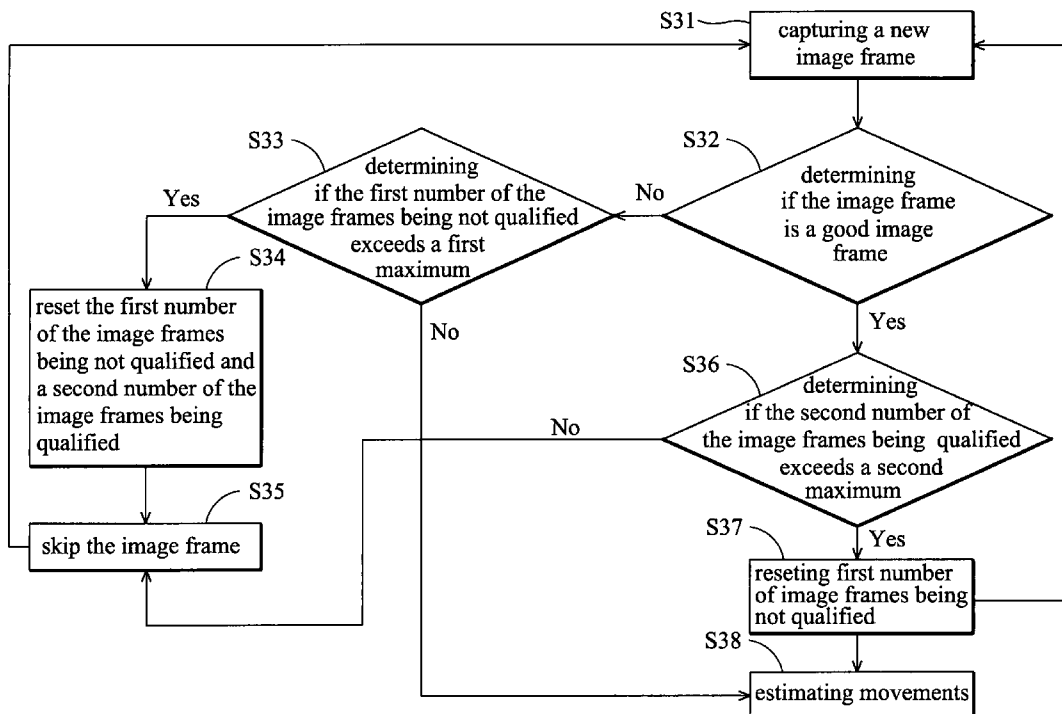 S31
capturing a new
image frame
S32
determining
if the image frame
is a good image
frame
No
Yes
S33
determining
if the first number of the
image frames being not qualified
exceeds a first
maximum
Yes
No
S34
reset the first number
of the image frames
being not qualified and
a second number of the
image frames being
qualified
S35
skip the image frame
S36
determining
if the second number of
the image frames being qualified
exceeds a second
maximum
No
Yes
S37
reseting first number
of image frames being
not qualified
S38
estimating movements